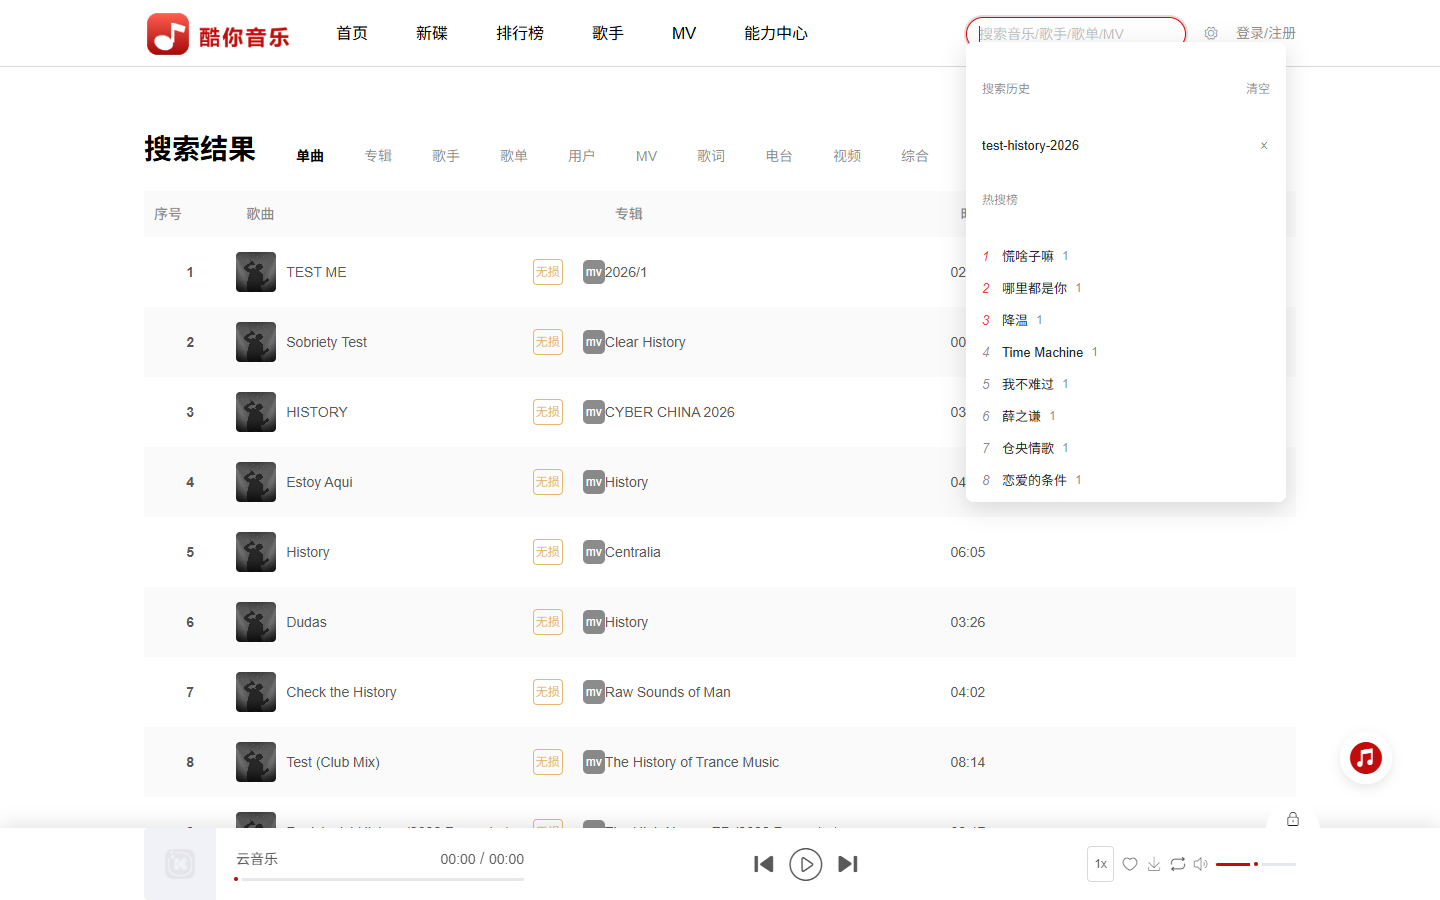 酷你音乐 首页 新碟 排行榜 歌手 MV 能力中心 搜索音乐/歌手/歌单/MV 登录/注册
搜索历史 清空
test-history-2026 ×
热搜榜
1 慌啥子嘛 1
2 哪里都是你 1
3 降温 1
4 Time Machine 1
5 我不难过 1
6 薛之谦 1
7 仓央情歌 1
8 恋爱的条件 1
搜索结果 单曲 专辑 歌手 歌单 用户 MV 歌词 电台 视频 综合
序号 歌曲 专辑
1 TEST ME 无损 mv 2026/1 02
2 Sobriety Test 无损 mv Clear History 00
3 HISTORY 无损 mv CYBER CHINA 2026 03
4 Estoy Aqui 无损 mv History 04
5 History 无损 mv Centralia 06:05
6 Dudas 无损 mv History 03:26
7 Check the History 无损 mv Raw Sounds of Man 04:02
8 Test (Club Mix) 无损 mv The History of Trance Music 08:14
云音乐 00:00 / 00:00 1x